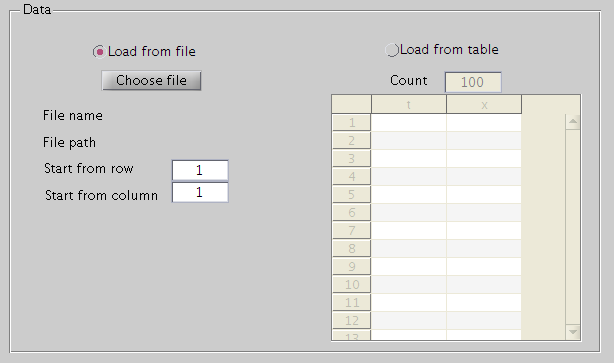 Data
Load from file
Choose file
File name
File path
Start from row 1
Start from column 1
Load from table
Count 100
t x
1
2
3
4
5
6
7
8
9
10
11
12
13